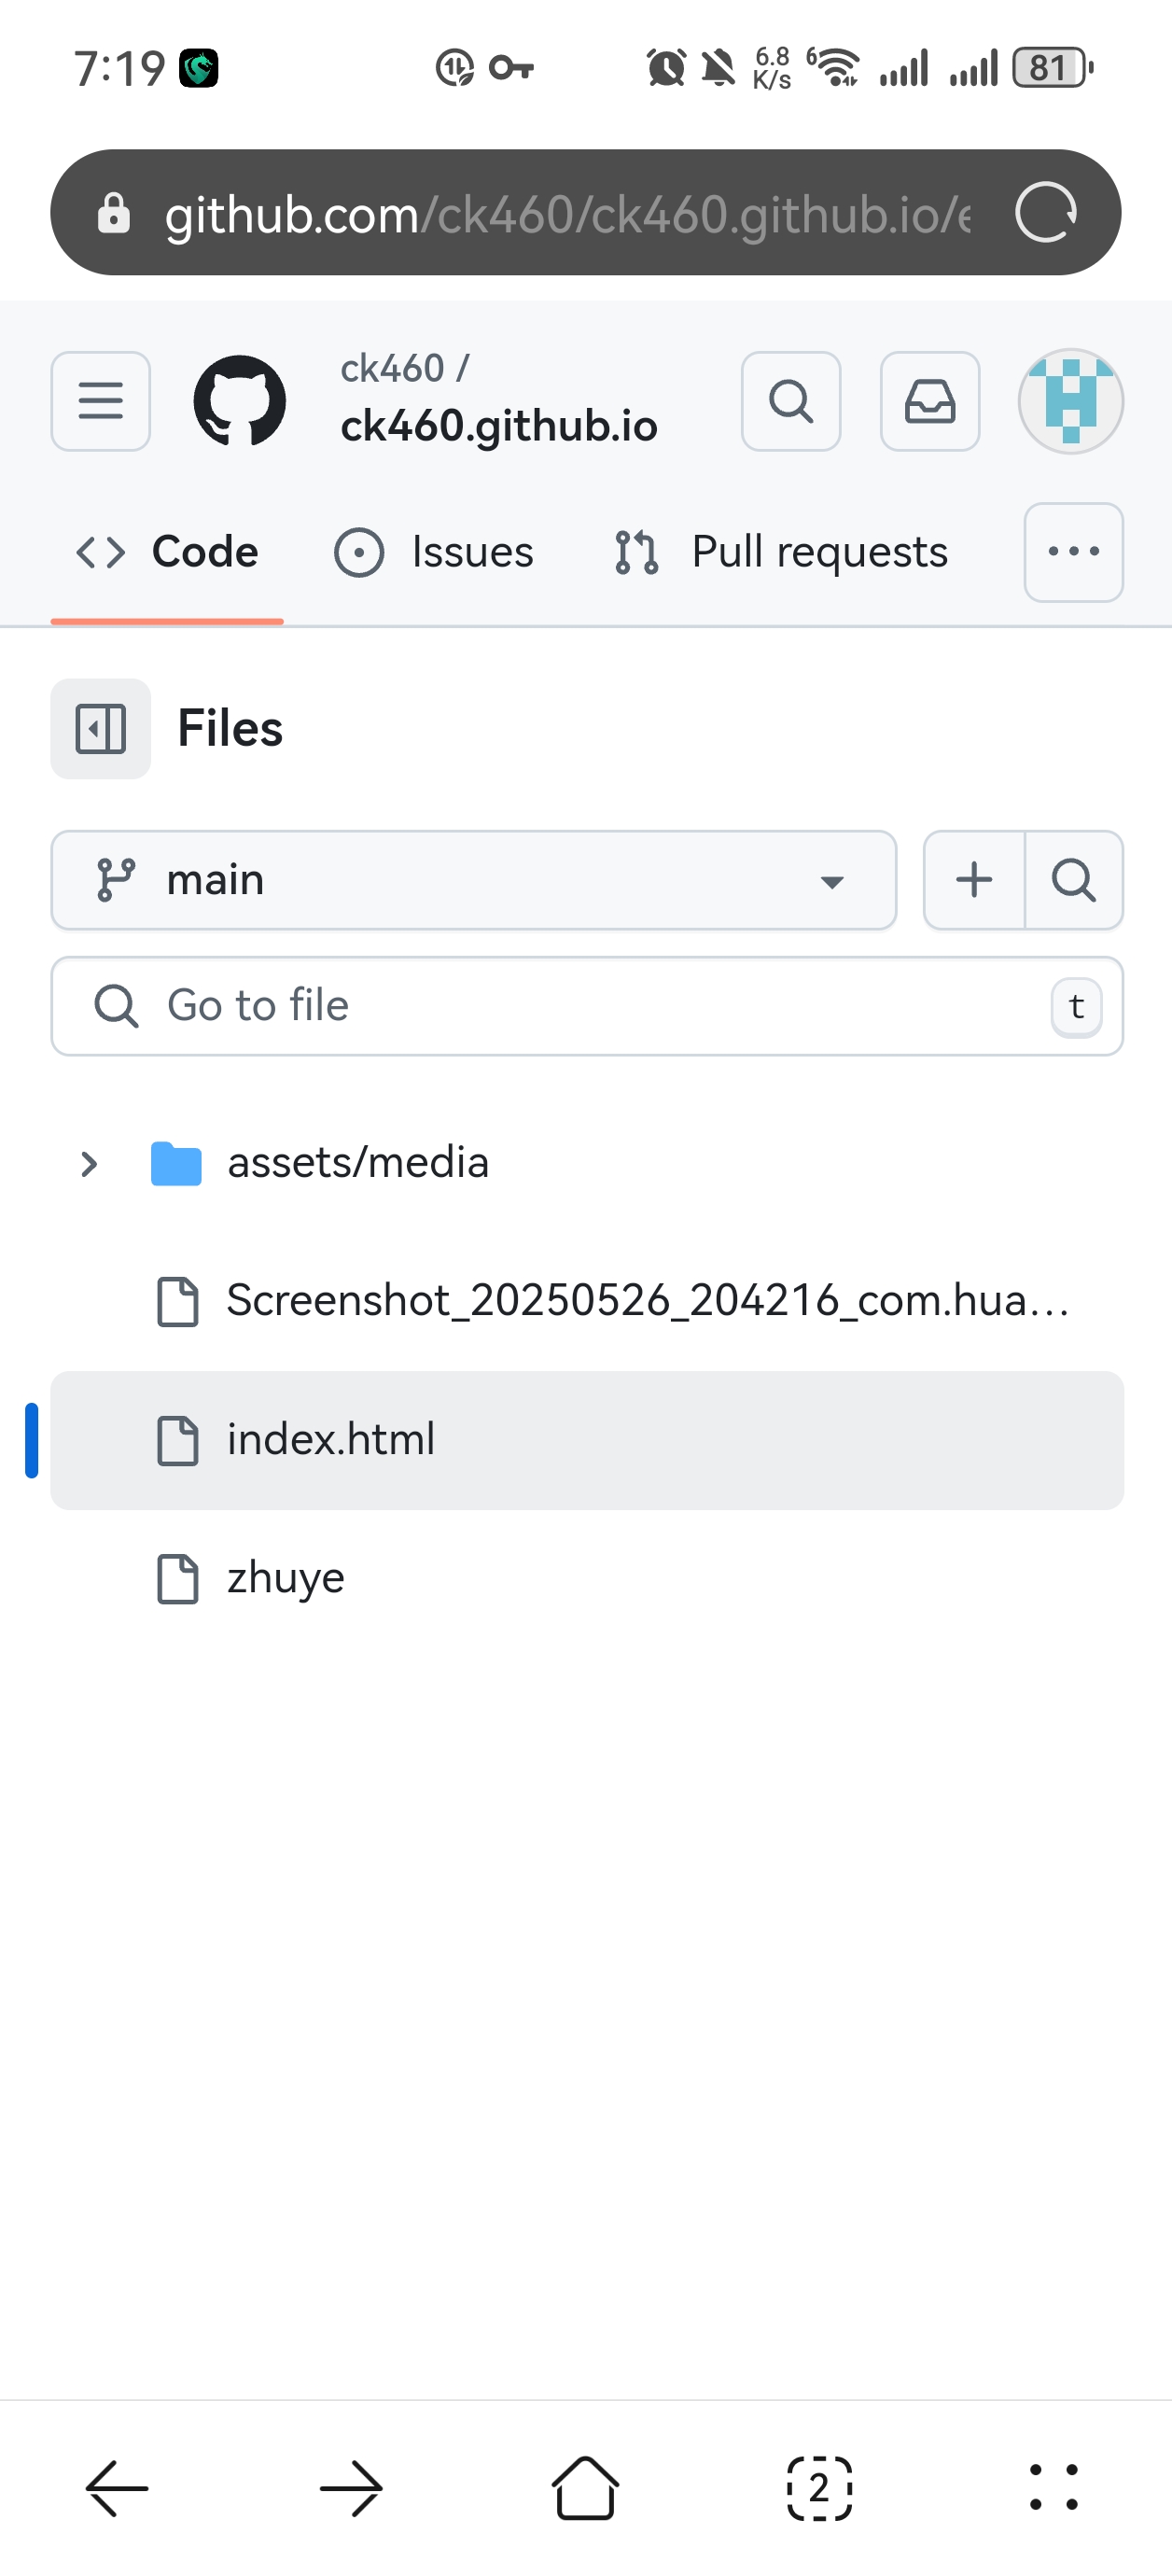 7:19
6.8
K/s
6
81
github.com/ck460/ck460.github.io/e
ck460 /
ck460.github.io
Code
Issues
Pull requests
Files
main
Go to file
t
assets/media
Screenshot_20250526_204216_com.hua...
index.html
zhuye
2